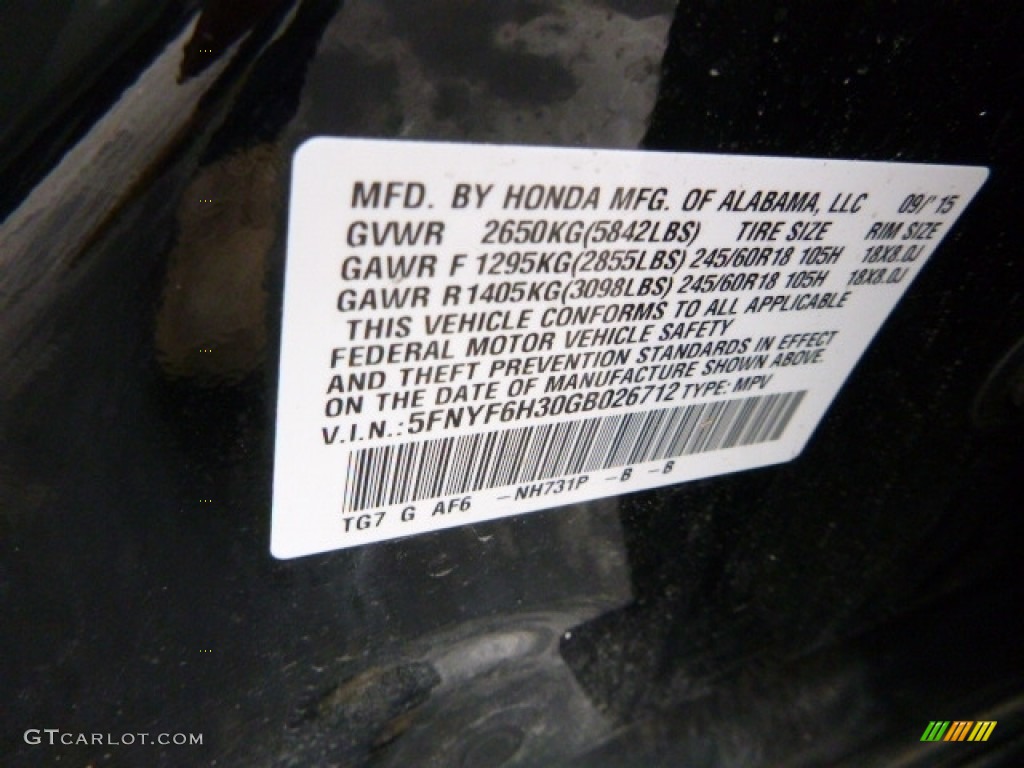 MFD. BY HONDA MFG. OF ALABAMA, LLC 09/'15
GVWR 2650KG(5842LBS) TIRE SIZE RIM SIZE
GAWR F 1295KG(2855LBS) 245/60R18 105H 18X8.0J
GAWR R 1405KG(3098LBS) 245/60R18 105H 18X8.0J
THIS VEHICLE CONFORMS TO ALL APPLICABLE
FEDERAL MOTOR VEHICLE SAFETY
AND THEFT PREVENTION STANDARDS IN EFFECT
ON THE DATE OF MANUFACTURE SHOWN ABOVE.
V.I.N.: 5FNYF6H30GB026712 TYPE: MPV
TG7 G AF6 -NH731P -B -B
GTCARLOT.COM